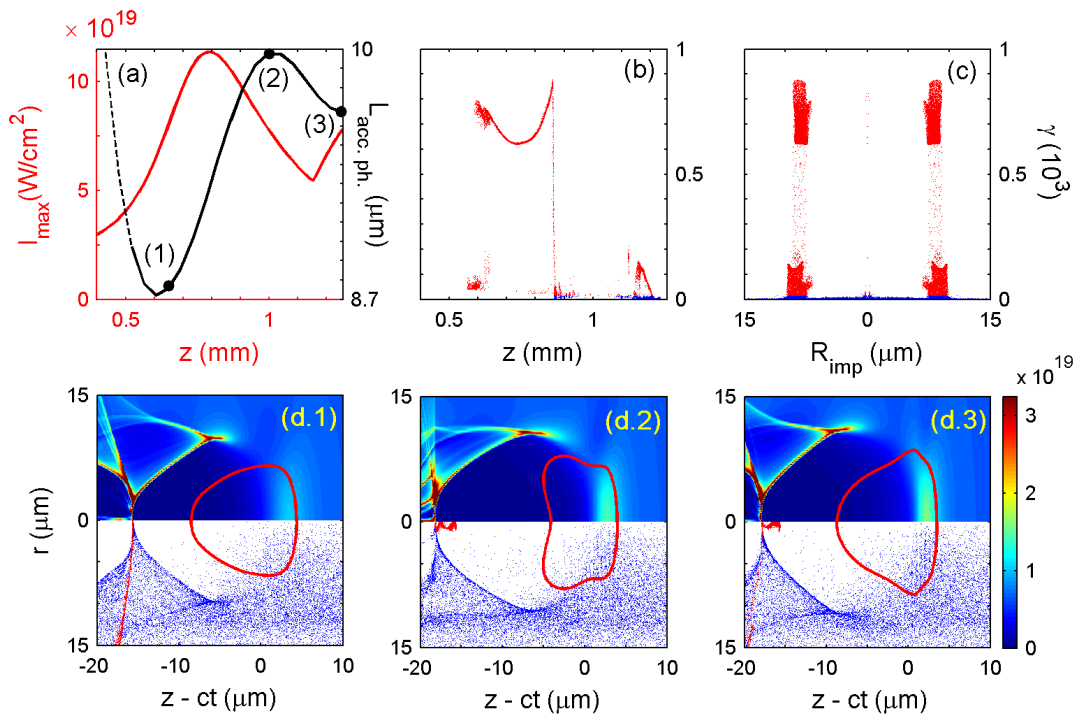 × 10^19
(a)
(1)
(2)
(3)
I_max(W/cm^2)
10
5
0
0.5
1
z (mm)
10
L_acc. ph. (μm)
8.7
(b)
1
0.5
0
0.5
1
z (mm)
(c)
1
0.5
0
γ (10^3)
15
0
15
R_imp (μm)
(d.1)
15
0
15
r (μm)
-20
-10
0
10
z - ct (μm)
(d.2)
15
0
15
-20
-10
0
10
z - ct (μm)
(d.3)
15
0
15
-20
-10
0
10
z - ct (μm)
x 10^19
3
2
1
0